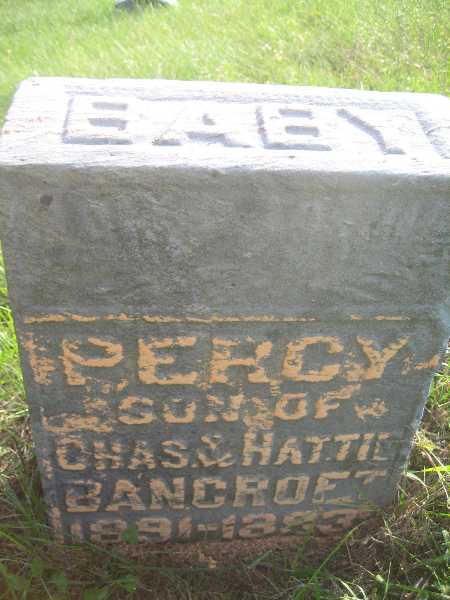 BABY
PERCY
SON OF
CHAS & HATTIE
BANCROFT
1891-1893